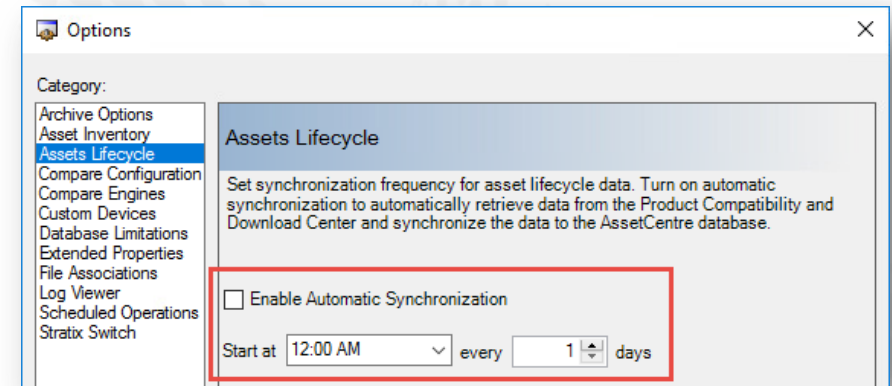 Options
Category:
Archive Options
Asset Inventory
Assets Lifecycle
Compare Configuration
Compare Engines
Custom Devices
Database Limitations
Extended Properties
File Associations
Log Viewer
Scheduled Operations
Stratix Switch
Assets Lifecycle
Set synchronization frequency for asset lifecycle data. Turn on automatic
synchronization to automatically retrieve data from the Product Compatibility and
Download Center and synchronize the data to the AssetCentre database.
Enable Automatic Synchronization
Start at 12:00 AM every 1 days